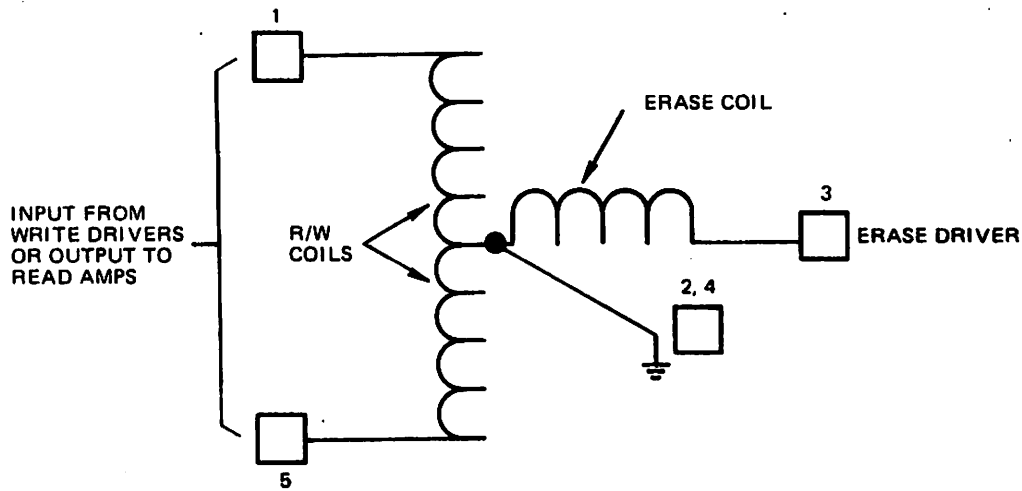 1
ERASE COIL
3
INPUT FROM
WRITE DRIVERS
OR OUTPUT TO
READ AMPS
R/W
COILS
ERASE DRIVER
2, 4
5